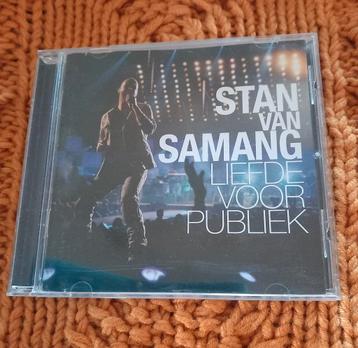 STAN
VAN
SAMANG
LIEFDE
VOOR
PUBLIEK